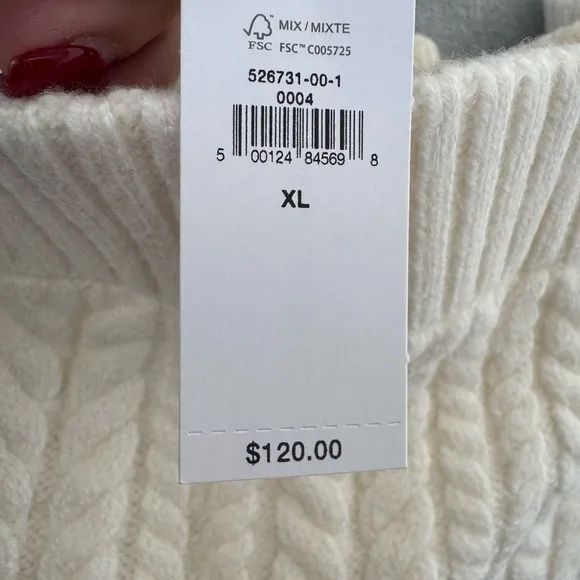 MIX / MIXTE
FSC FSC™ C005725
526731-00-1
0004
5 00124 84569 8
XL
$120.00